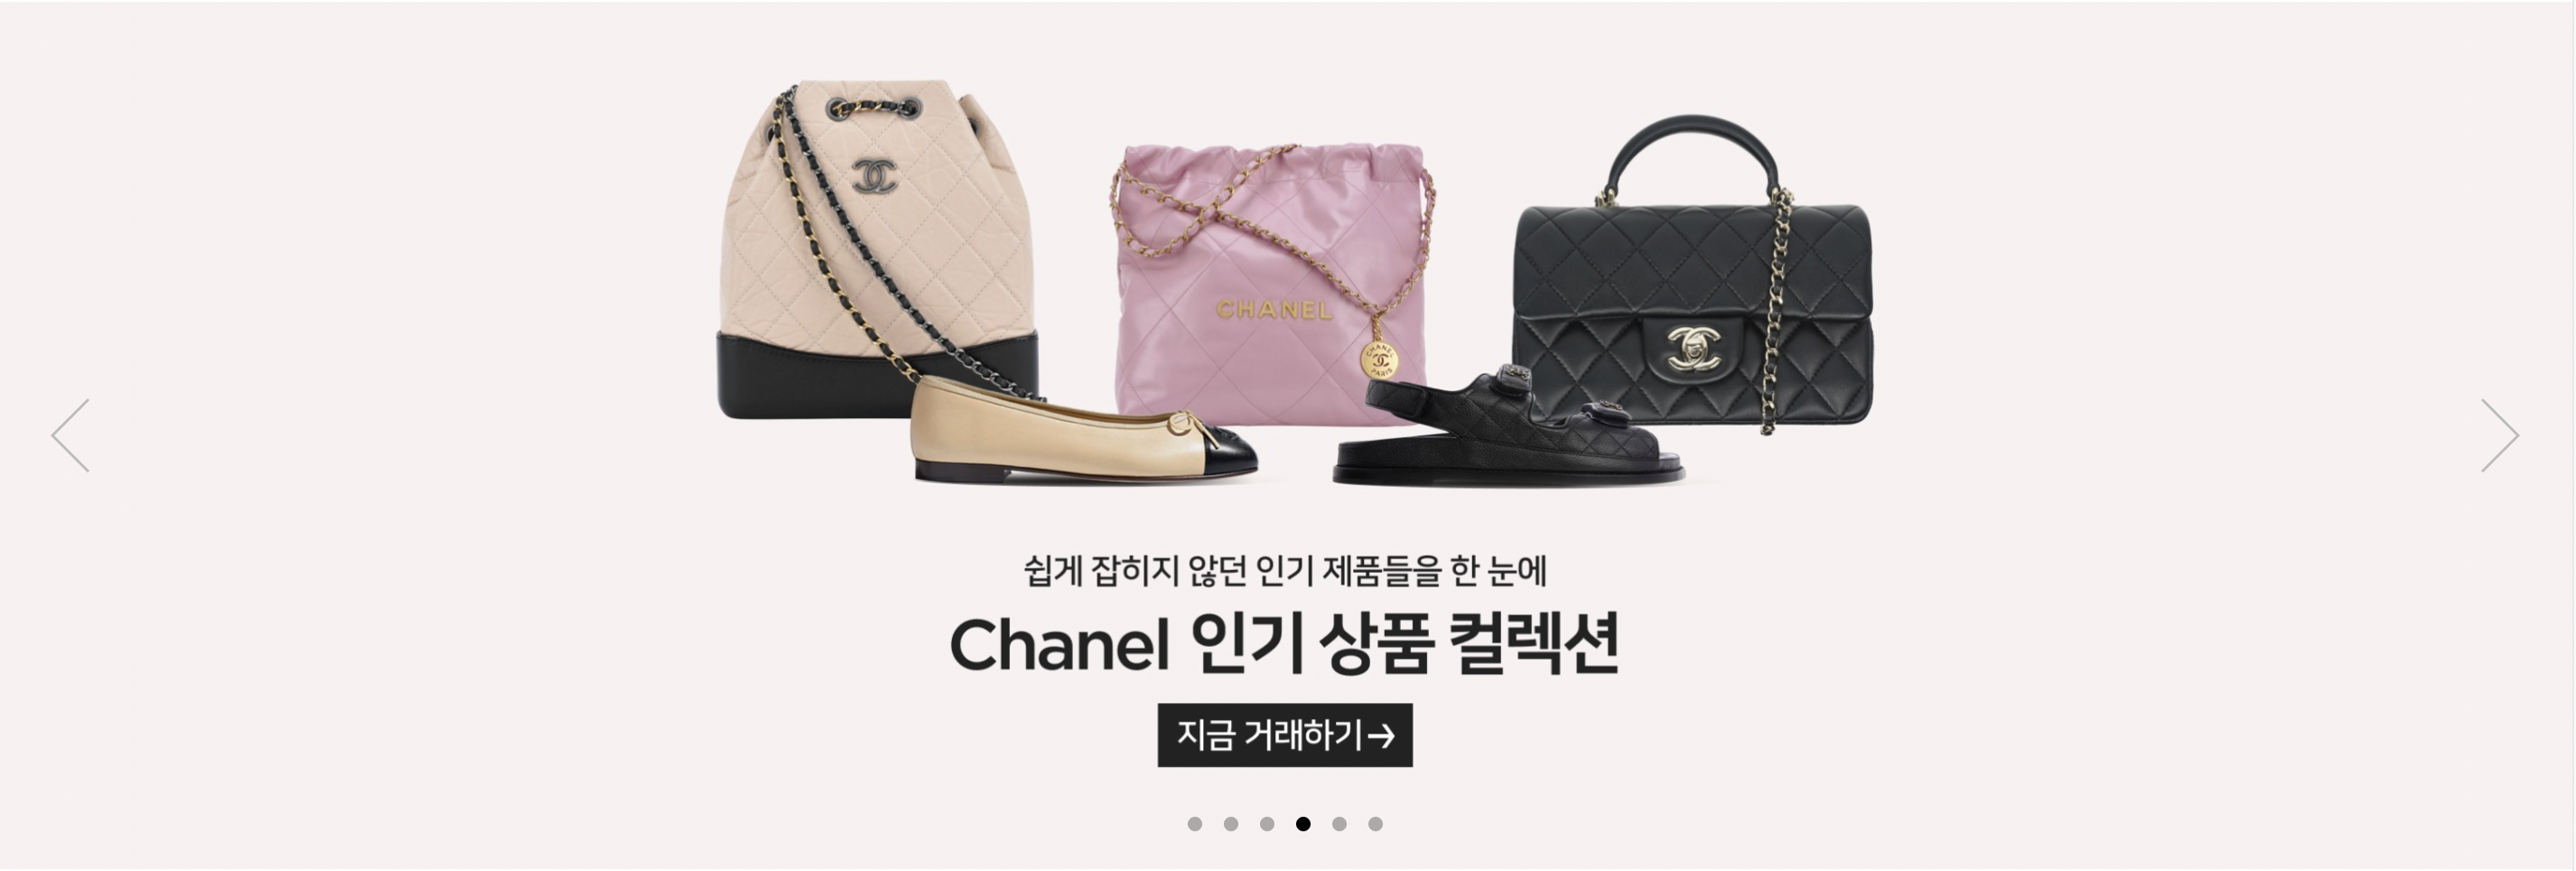 CHANEL
CHANEL
PARIS
쉽게 잡히지 않던 인기 제품들을 한 눈에
Chanel 인기 상품 컬렉션
지금 거래하기→